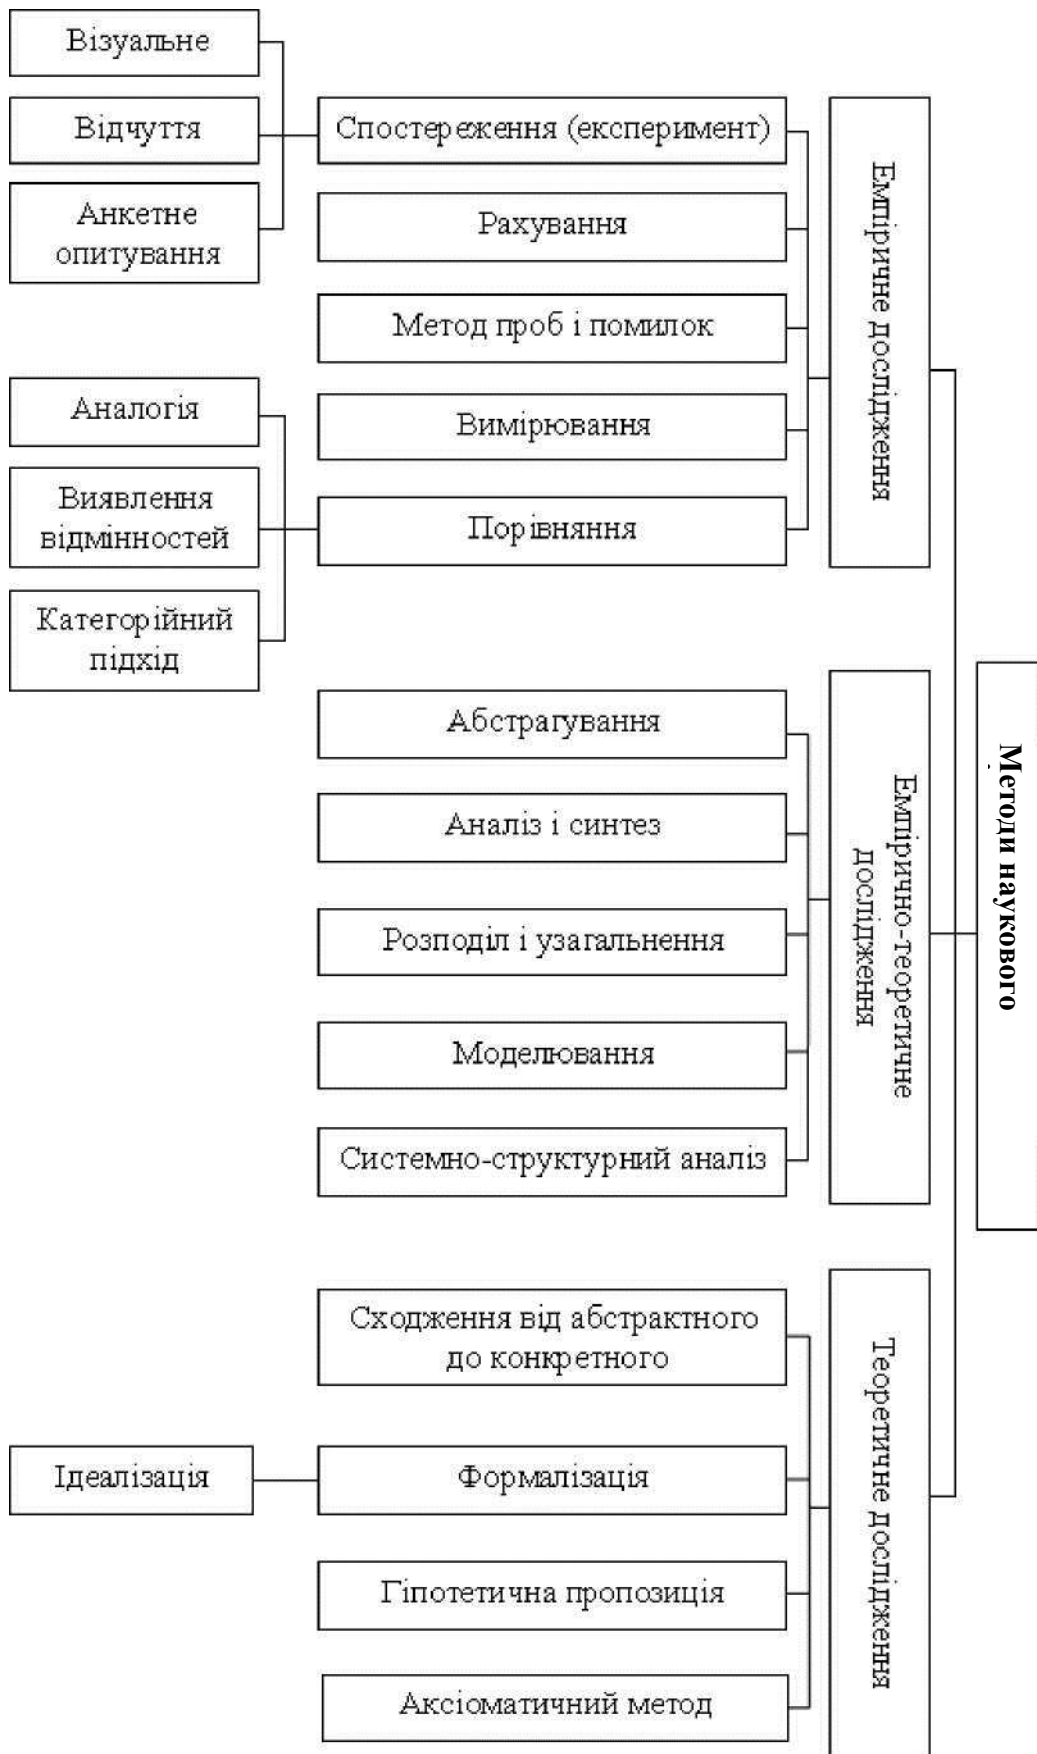 Візуальне
Відчуття
Анкетне
опитування
Спостереження (експеримент)
Рахування
Метод проб і помилок
Вимірювання
Порівняння
Аналогія
Виявлення
відмінностей
Категорійний
підхід
Емпіричне дослідження
Абстрагування
Аналіз і синтез
Розподіл і узагальнення
Моделювання
Системно-структурний аналіз
Емпірично-теоретичне
дослідження
Методи наукового
Сходження від абстрактного
до конкретного
Ідеалізація
Формалізація
Гіпотетична пропозиція
Аксіоматичний метод
Теоретичне дослідження